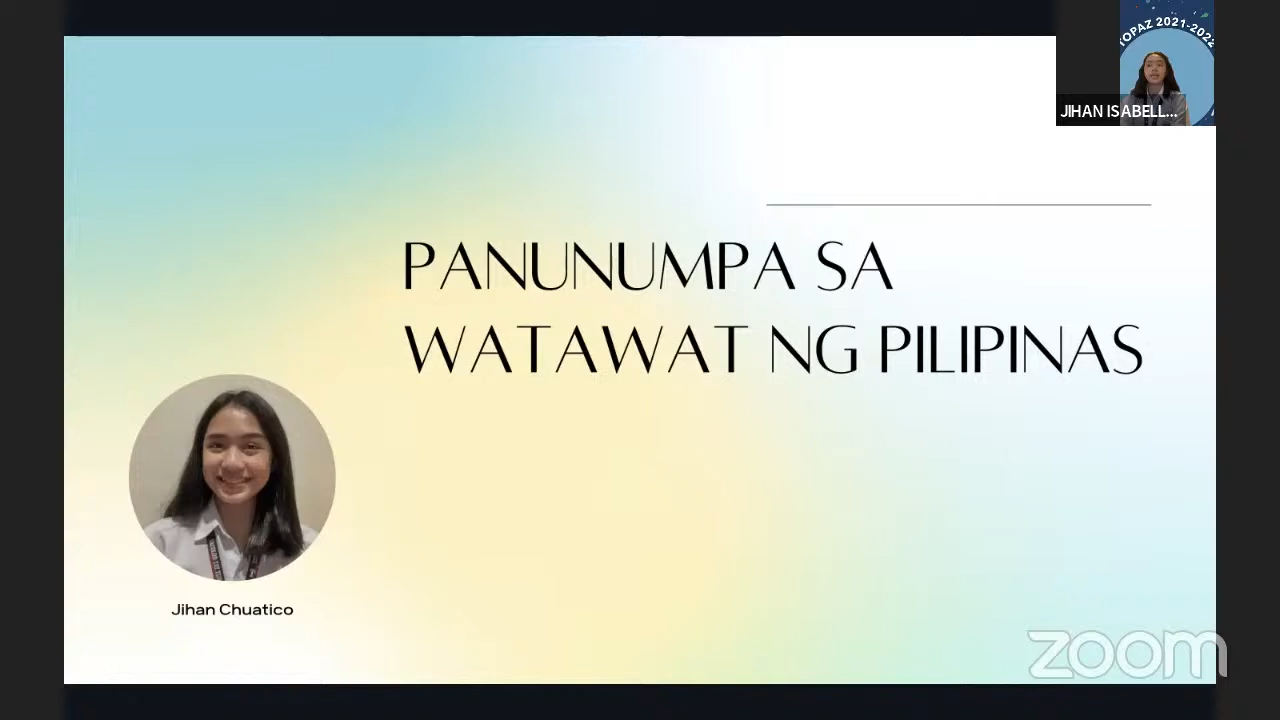 TOPAZ 2021-2022
JIHAN ISABELL...
PANUNUMPA SA
WATAWAT NG PILIPINAS
Jihan Chuatico
zoom